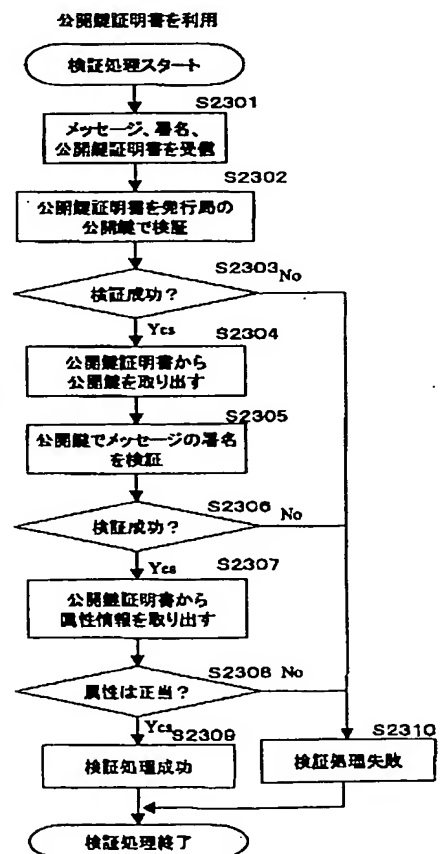 公開鍵証明書を利用
検証処理スタート
S2301
メッセージ、署名、
公開鍵証明書を受信
S2302
公開鍵証明書を発行局の
公開鍵で検証
S2303
No
検証成功？
Yes
S2304
公開鍵証明書から
公開鍵を取り出す
S2305
公開鍵でメッセージの署名
を検証
S2306
No
検証成功？
Yes
S2307
公開鍵証明書から
属性情報を取り出す
S2308
No
属性は正当？
Yes
S2309
検証処理成功
S2310
検証処理失敗
検証処理終了